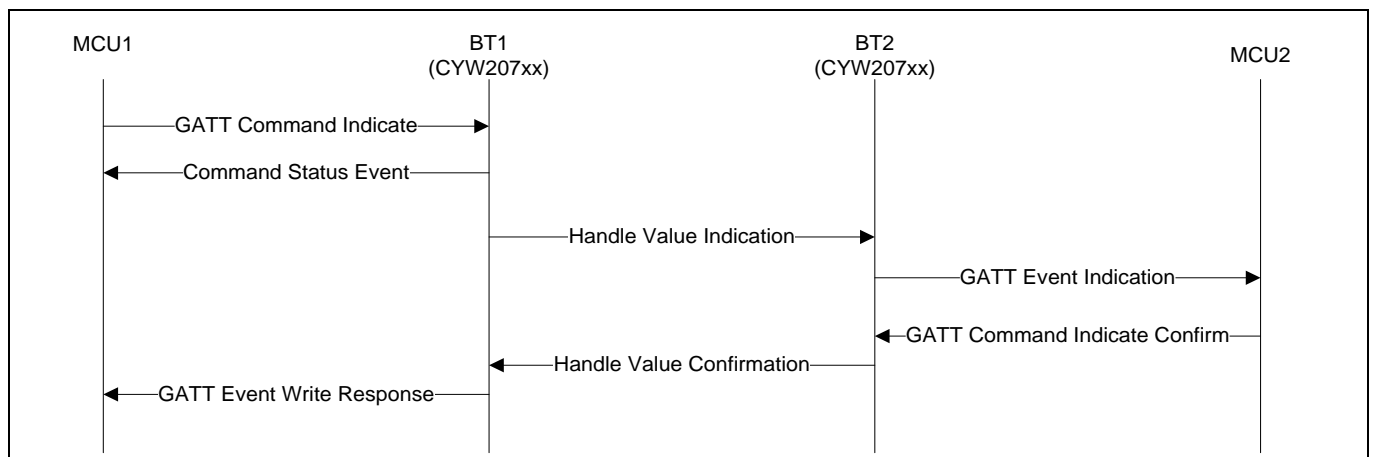 MCU1
BT1
(CYW207xx)
BT2
(CYW207xx)
MCU2
GATT Command Indicate
Command Status Event
Handle Value Indication
GATT Event Indication
GATT Command Indicate Confirm
Handle Value Confirmation
GATT Event Write Response